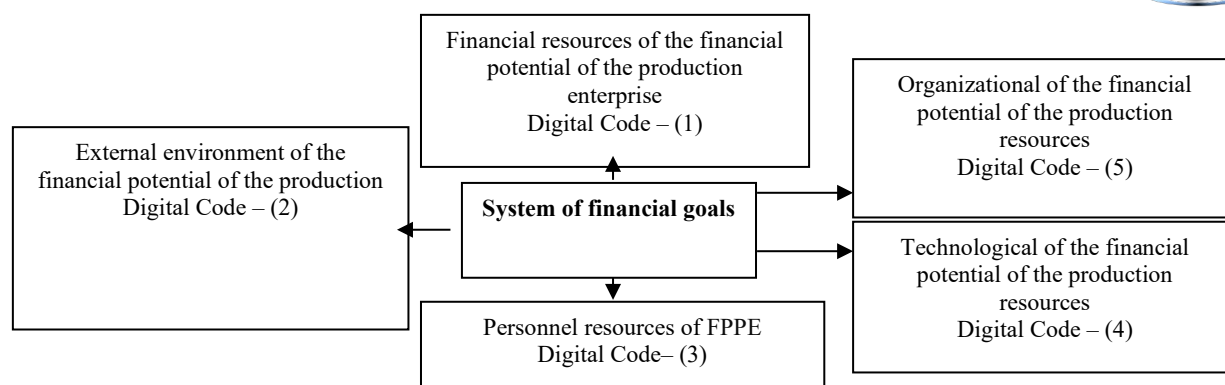 Financial resources of the financial
potential of the production
enterprise
Digital Code – (1)
Organizational of the financial
potential of the production
resources
Digital Code – (5)
External environment of the
financial potential of the production
Digital Code – (2)
System of financial goals
Technological of the financial
potential of the production
resources
Digital Code – (4)
Personnel resources of FPPE
Digital Code– (3)